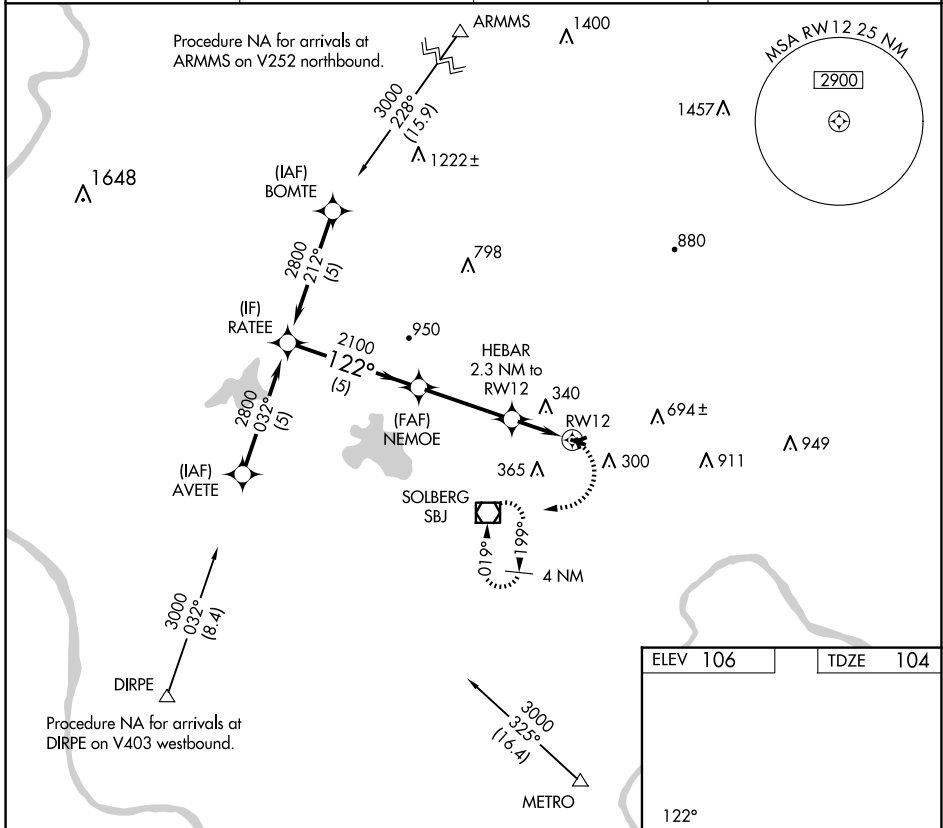 ARMMS
1400
Procedure NA for arrivals at
ARMMS on V252 northbound.
MSA RW12 25 NM
2900
3000
228°
(15.9)
1457
1222±
1648
(IAF)
BOMTE
2800
212°
(5)
798
880
(IF)
RATEE
950
2100
122°
(5)
HEBAR
2.3 NM to
RW12
340
(FAF)
NEMOE
RW12
694±
2800
032°
(5)
949
365
300
911
(IAF)
AVETE
SOLBERG
SBJ
019°
199°
4 NM
3000
032°
(8.4)
DIRPE
Procedure NA for arrivals at
DIRPE on V403 westbound.
3000
325°
(16.4)
METRO
ELEV 106
TDZE 104
122°